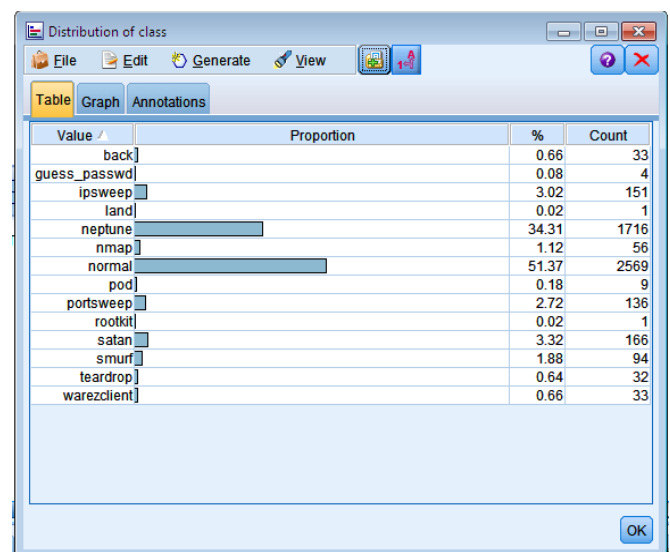 Distribution of class
File Edit Generate View
Table Graph Annotations
Value Proportion % Count
back 0.66 33
guess_passwd 0.08 4
ipsweep 3.02 151
land 0.02 1
neptune 34.31 1716
nmap 1.12 56
normal 51.37 2569
pod 0.18 9
portsweep 2.72 136
rootkit 0.02 1
satan 3.32 166
smurf 1.88 94
teardrop 0.64 32
warezclient 0.66 33
OK